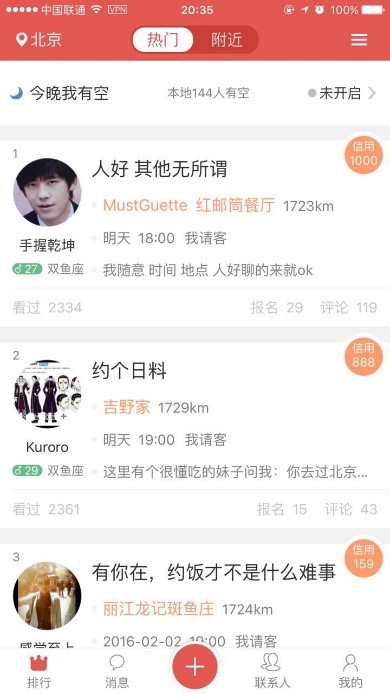 中国联通 VPN 20:35 100%
北京 热门 附近
今晚我有空 本地144人有空 未开启
1 人好 其他无所谓 信用 1000
MustGuette 红邮筒餐厅 1723km
手握乾坤 明天 18:00 我请客
27 双鱼座 我随意 时间 地点 人好聊的来就ok
看过 2334 报名 29 评论 119
2 约个日料 信用 888
吉野家 1729km
Kuroro 明天 19:00 我请客
29 双鱼座 这里有个很懂吃的妹子问我：你去过北京...
看过 2361 报名 15 评论 43
3 有你在，约饭才不是什么难事 信用 159
丽江龙记斑鱼庄 1724km
感觉至上 2016-02-02 19:00 我请客
排行 消息 联系人 我的